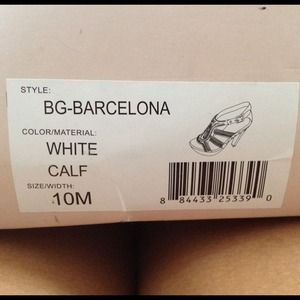 STYLE:
BG-BARCELONA
COLOR/MATERIAL:
WHITE
CALF
SIZE/WIDTH:
10M
8 84433 25339 0